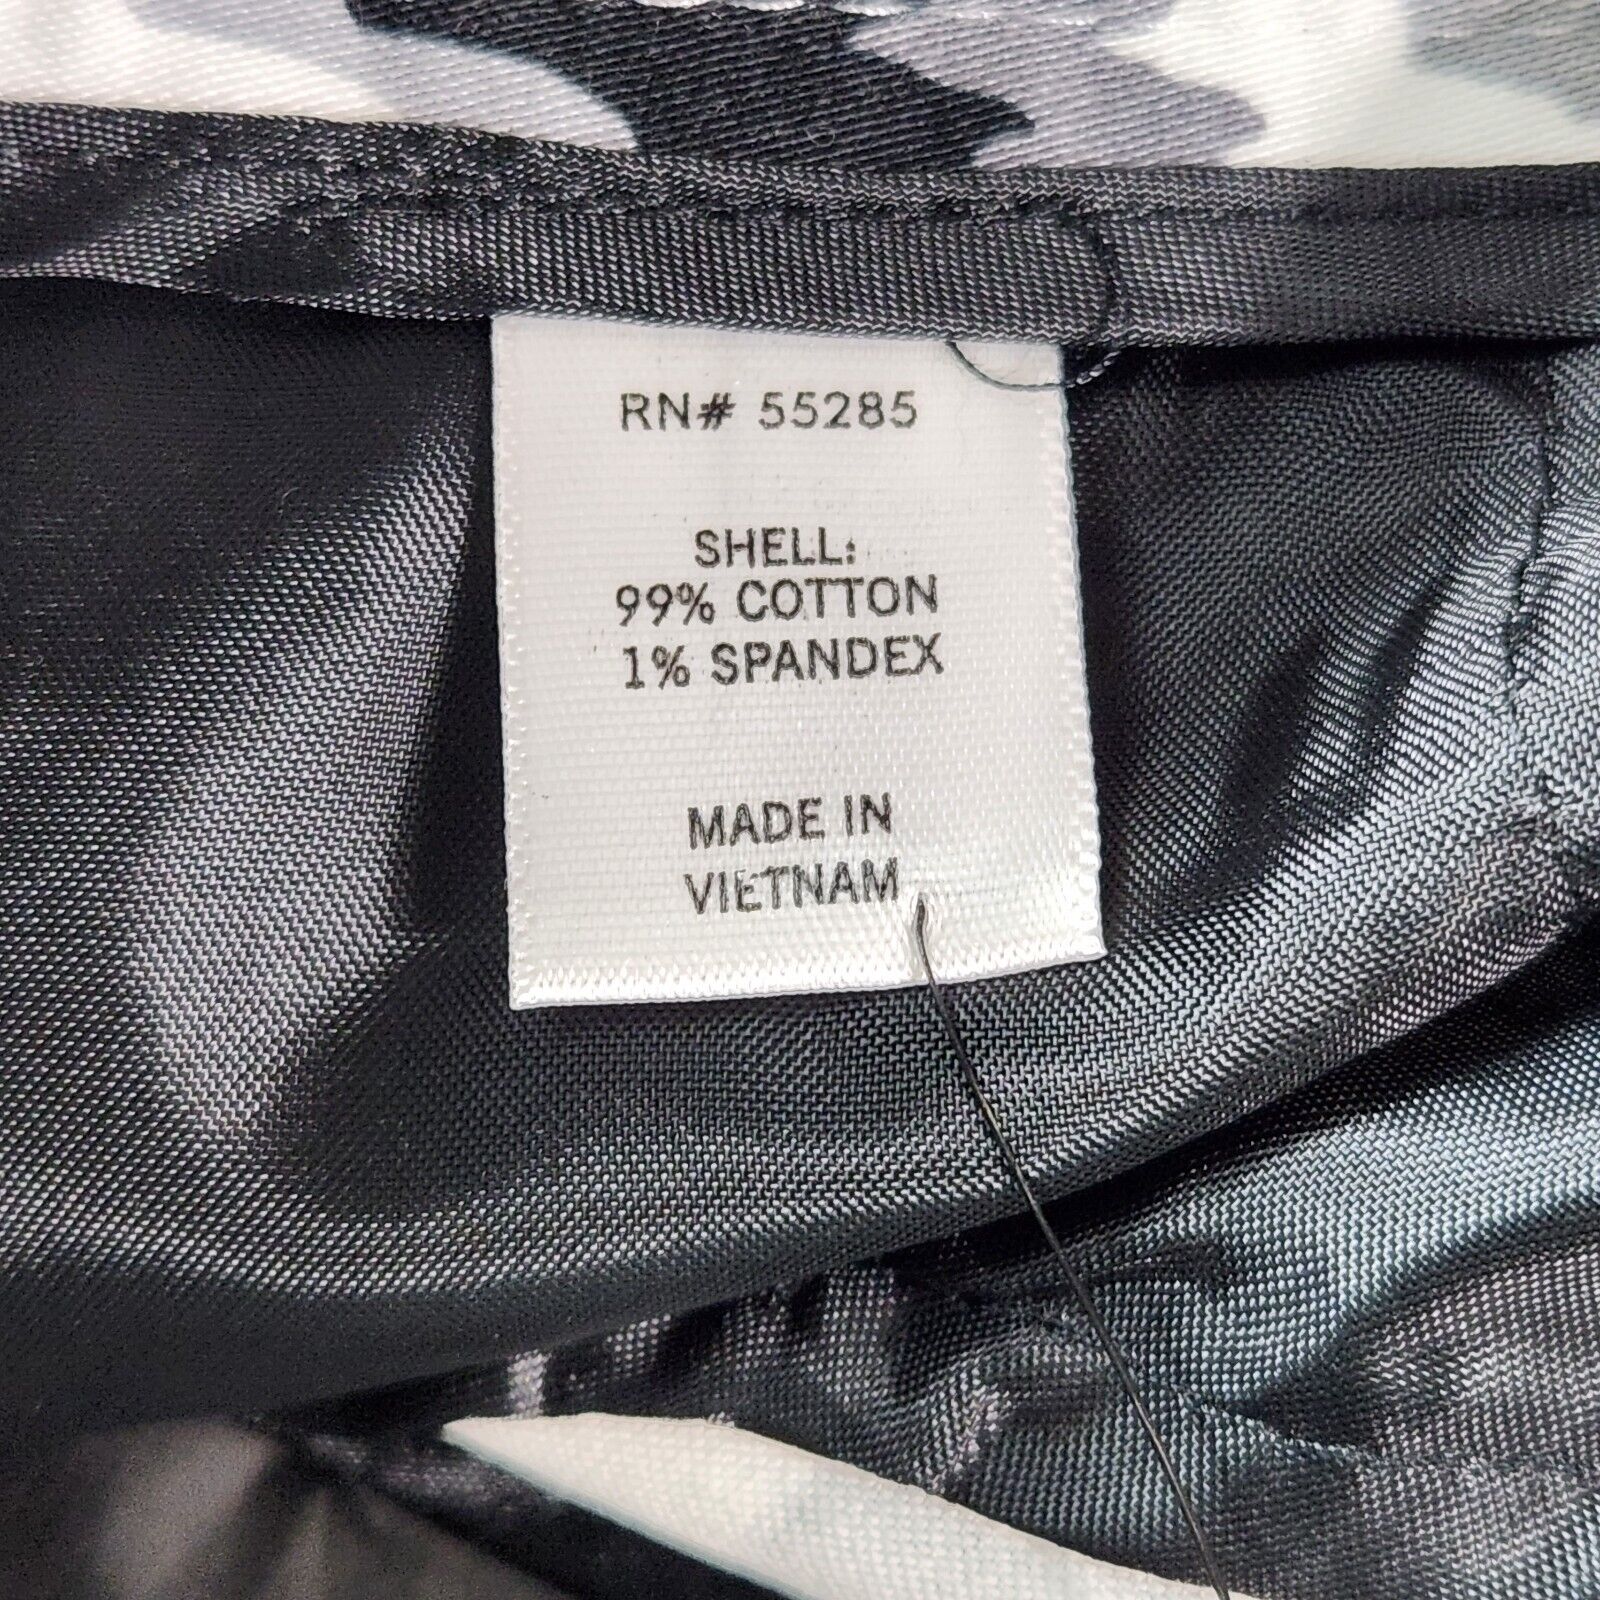 RN# 55285
SHELL:
99% COTTON
1% SPANDEX
MADE IN
VIETNAM